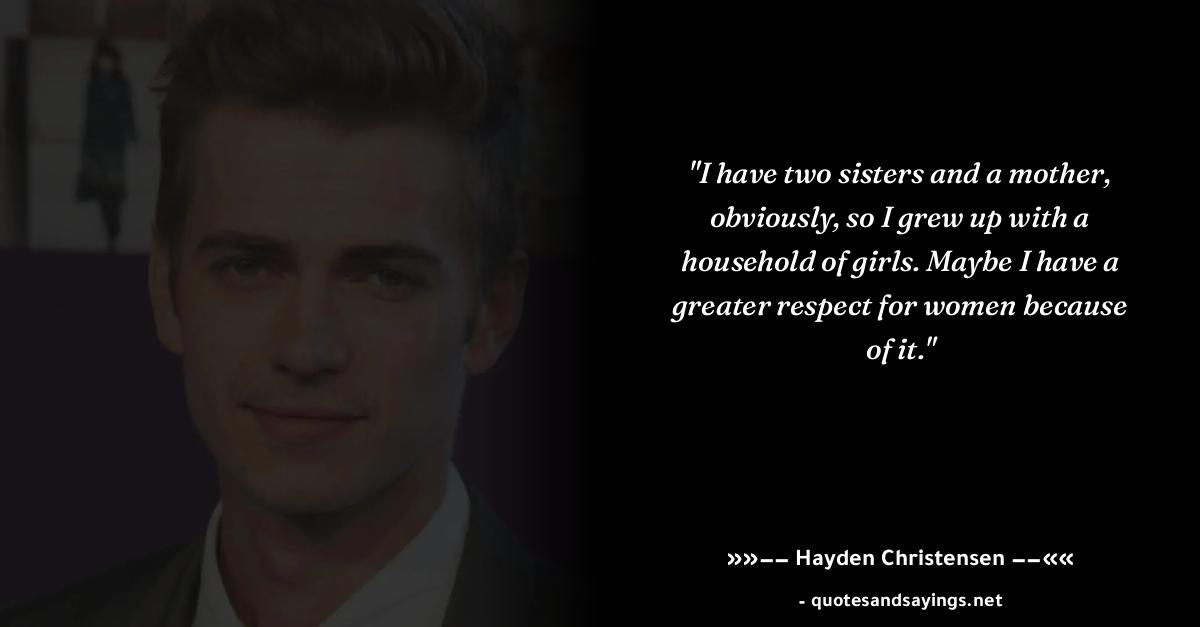 "I have two sisters and a mother,
obviously, so I grew up with a
household of girls. Maybe I have a
greater respect for women because
of it."
»»–– Hayden Christensen ––««
- quotesandsayings.net